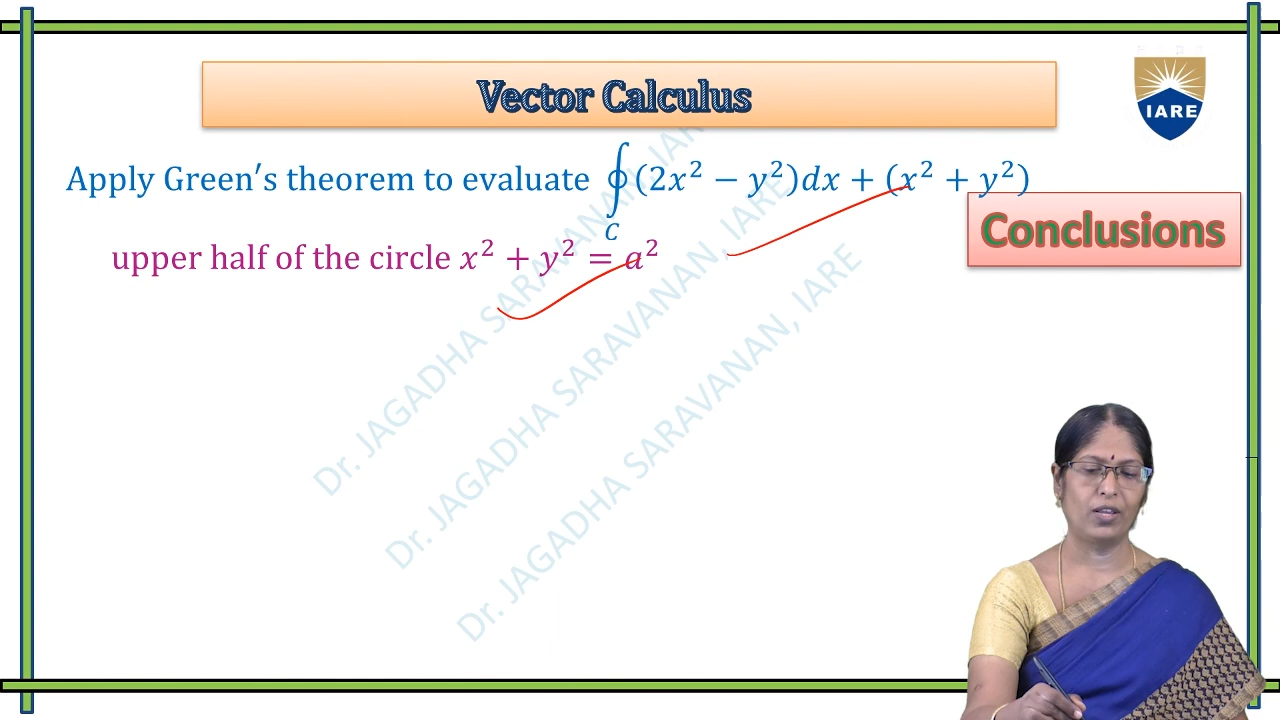 Vector Calculus
IARE
Apply Green's theorem to evaluate ∮_C (2x² − y²)dx + (x² + y²)
Conclusions
upper half of the circle x² + y² = a²
Dr. JAGADHA SARAVANAN, IARE
Dr. JAGADHA SARAVANAN, IARE
Dr. JAGADHA SARAVANAN, IARE